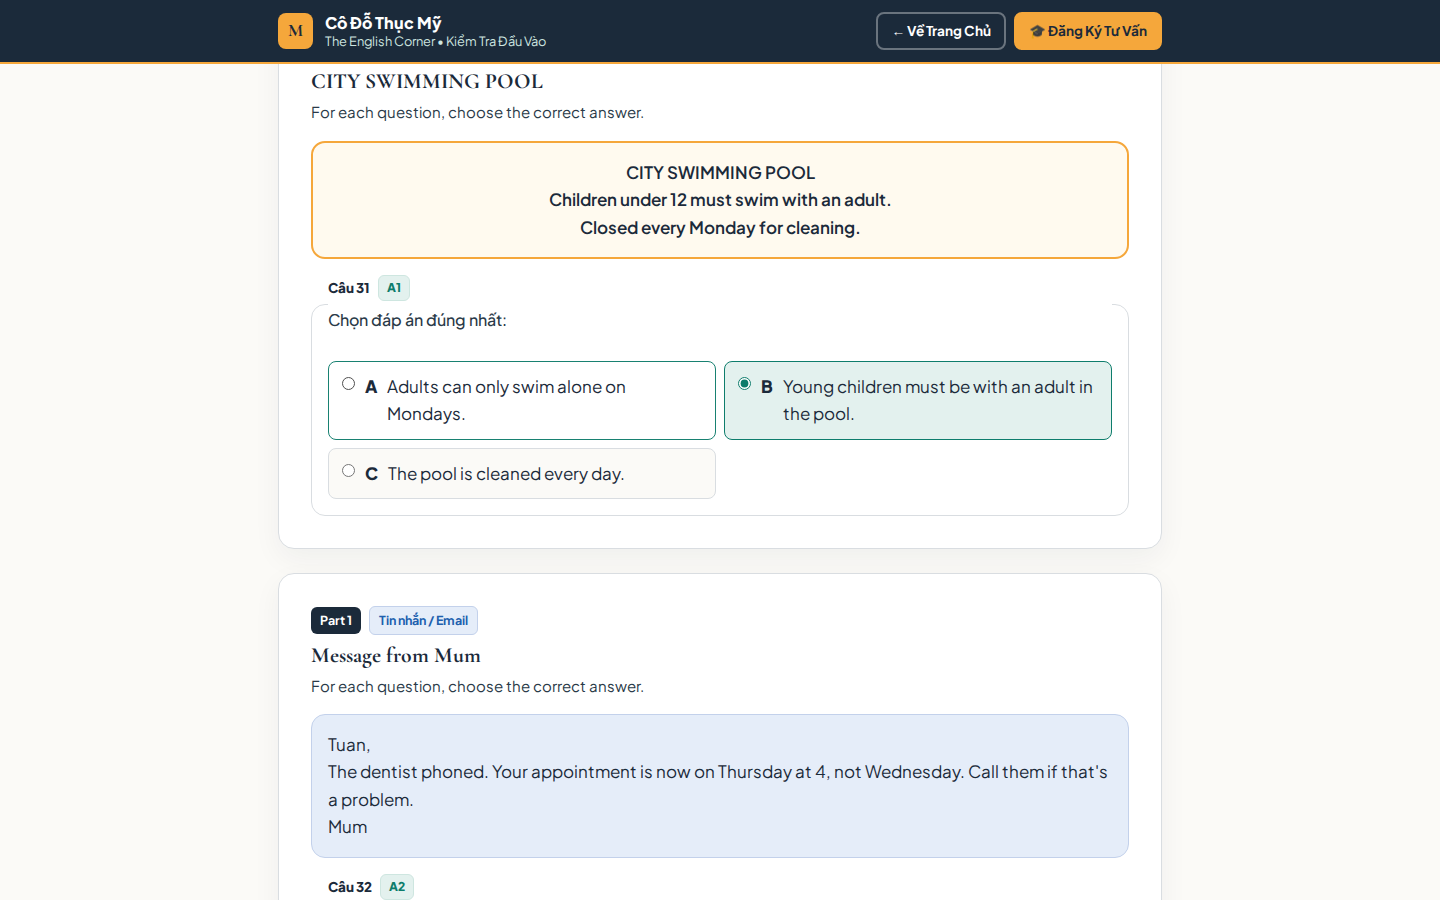 M
Cô Đỗ Thục Mỹ
The English Corner • Kiểm Tra Đầu Vào
← Về Trang Chủ
🎓 Đăng Ký Tư Vấn
CITY SWIMMING POOL
For each question, choose the correct answer.
CITY SWIMMING POOL
Children under 12 must swim with an adult.
Closed every Monday for cleaning.
Câu 31 A1
Chọn đáp án đúng nhất:
A Adults can only swim alone on
Mondays.
B Young children must be with an adult in
the pool.
C The pool is cleaned every day.
Part 1 Tin nhắn / Email
Message from Mum
For each question, choose the correct answer.
Tuan,
The dentist phoned. Your appointment is now on Thursday at 4, not Wednesday. Call them if that's
a problem.
Mum
Câu 32 A2